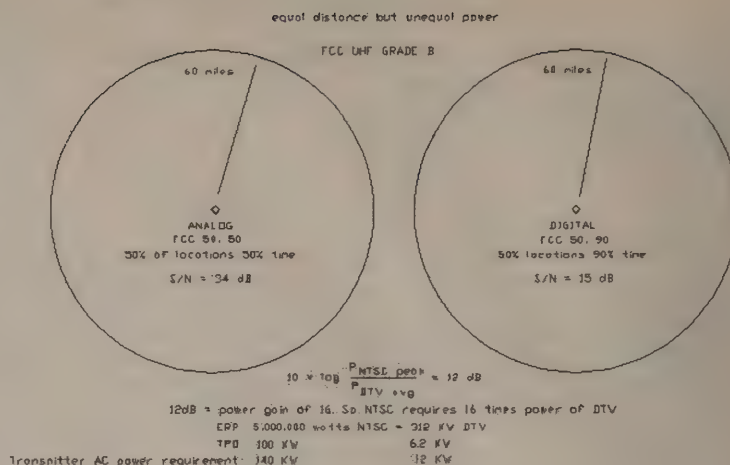 equal distance but unequal power
FCC UHF GRADE B
60 miles
60 miles
ANALOG
FCC 50, 50
50% of locations 50% time
S/N = 34 dB
DIGITAL
FCC 50, 90
50% locations 90% time
S/N = 15 dB
10 * log P NTSC peak / P DTV avg = 12 dB
12dB = power gain of 16. So NTSC requires 16 times power of DTV
ERP 5,000,000 watts NTSC = 312 KW DTV
TPO 100 KW 6.2 KW
Transmitter AC power requirement: 140 KW 12 KW